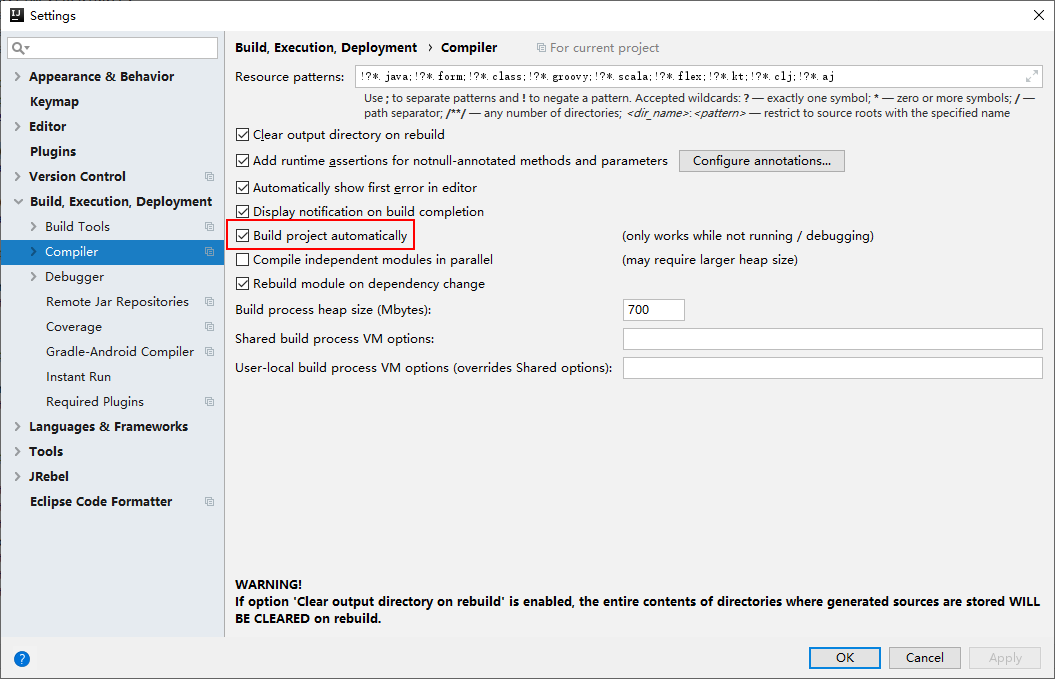 Settings
Appearance & Behavior
Keymap
Editor
Plugins
Version Control
Build, Execution, Deployment
Build Tools
Compiler
Debugger
Remote Jar Repositories
Coverage
Gradle-Android Compiler
Instant Run
Required Plugins
Languages & Frameworks
Tools
JRebel
Eclipse Code Formatter
Build, Execution, Deployment › Compiler For current project
Resource patterns: !?*.java;!?*.form;!?*.class;!?*.groovy;!?*.scala;!?*.flex;!?*.kt;!?*.clj;!?*.aj
Use ; to separate patterns and ! to negate a pattern. Accepted wildcards: ? — exactly one symbol; * — zero or more symbols; / —
path separator; /**/ — any number of directories; <dir_name>:<pattern> — restrict to source roots with the specified name
Clear output directory on rebuild
Add runtime assertions for notnull-annotated methods and parameters Configure annotations...
Automatically show first error in editor
Display notification on build completion
Build project automatically (only works while not running / debugging)
Compile independent modules in parallel (may require larger heap size)
Rebuild module on dependency change
Build process heap size (Mbytes): 700
Shared build process VM options:
User-local build process VM options (overrides Shared options):
WARNING!
If option 'Clear output directory on rebuild' is enabled, the entire contents of directories where generated sources are stored WILL
BE CLEARED on rebuild.
? OK Cancel Apply